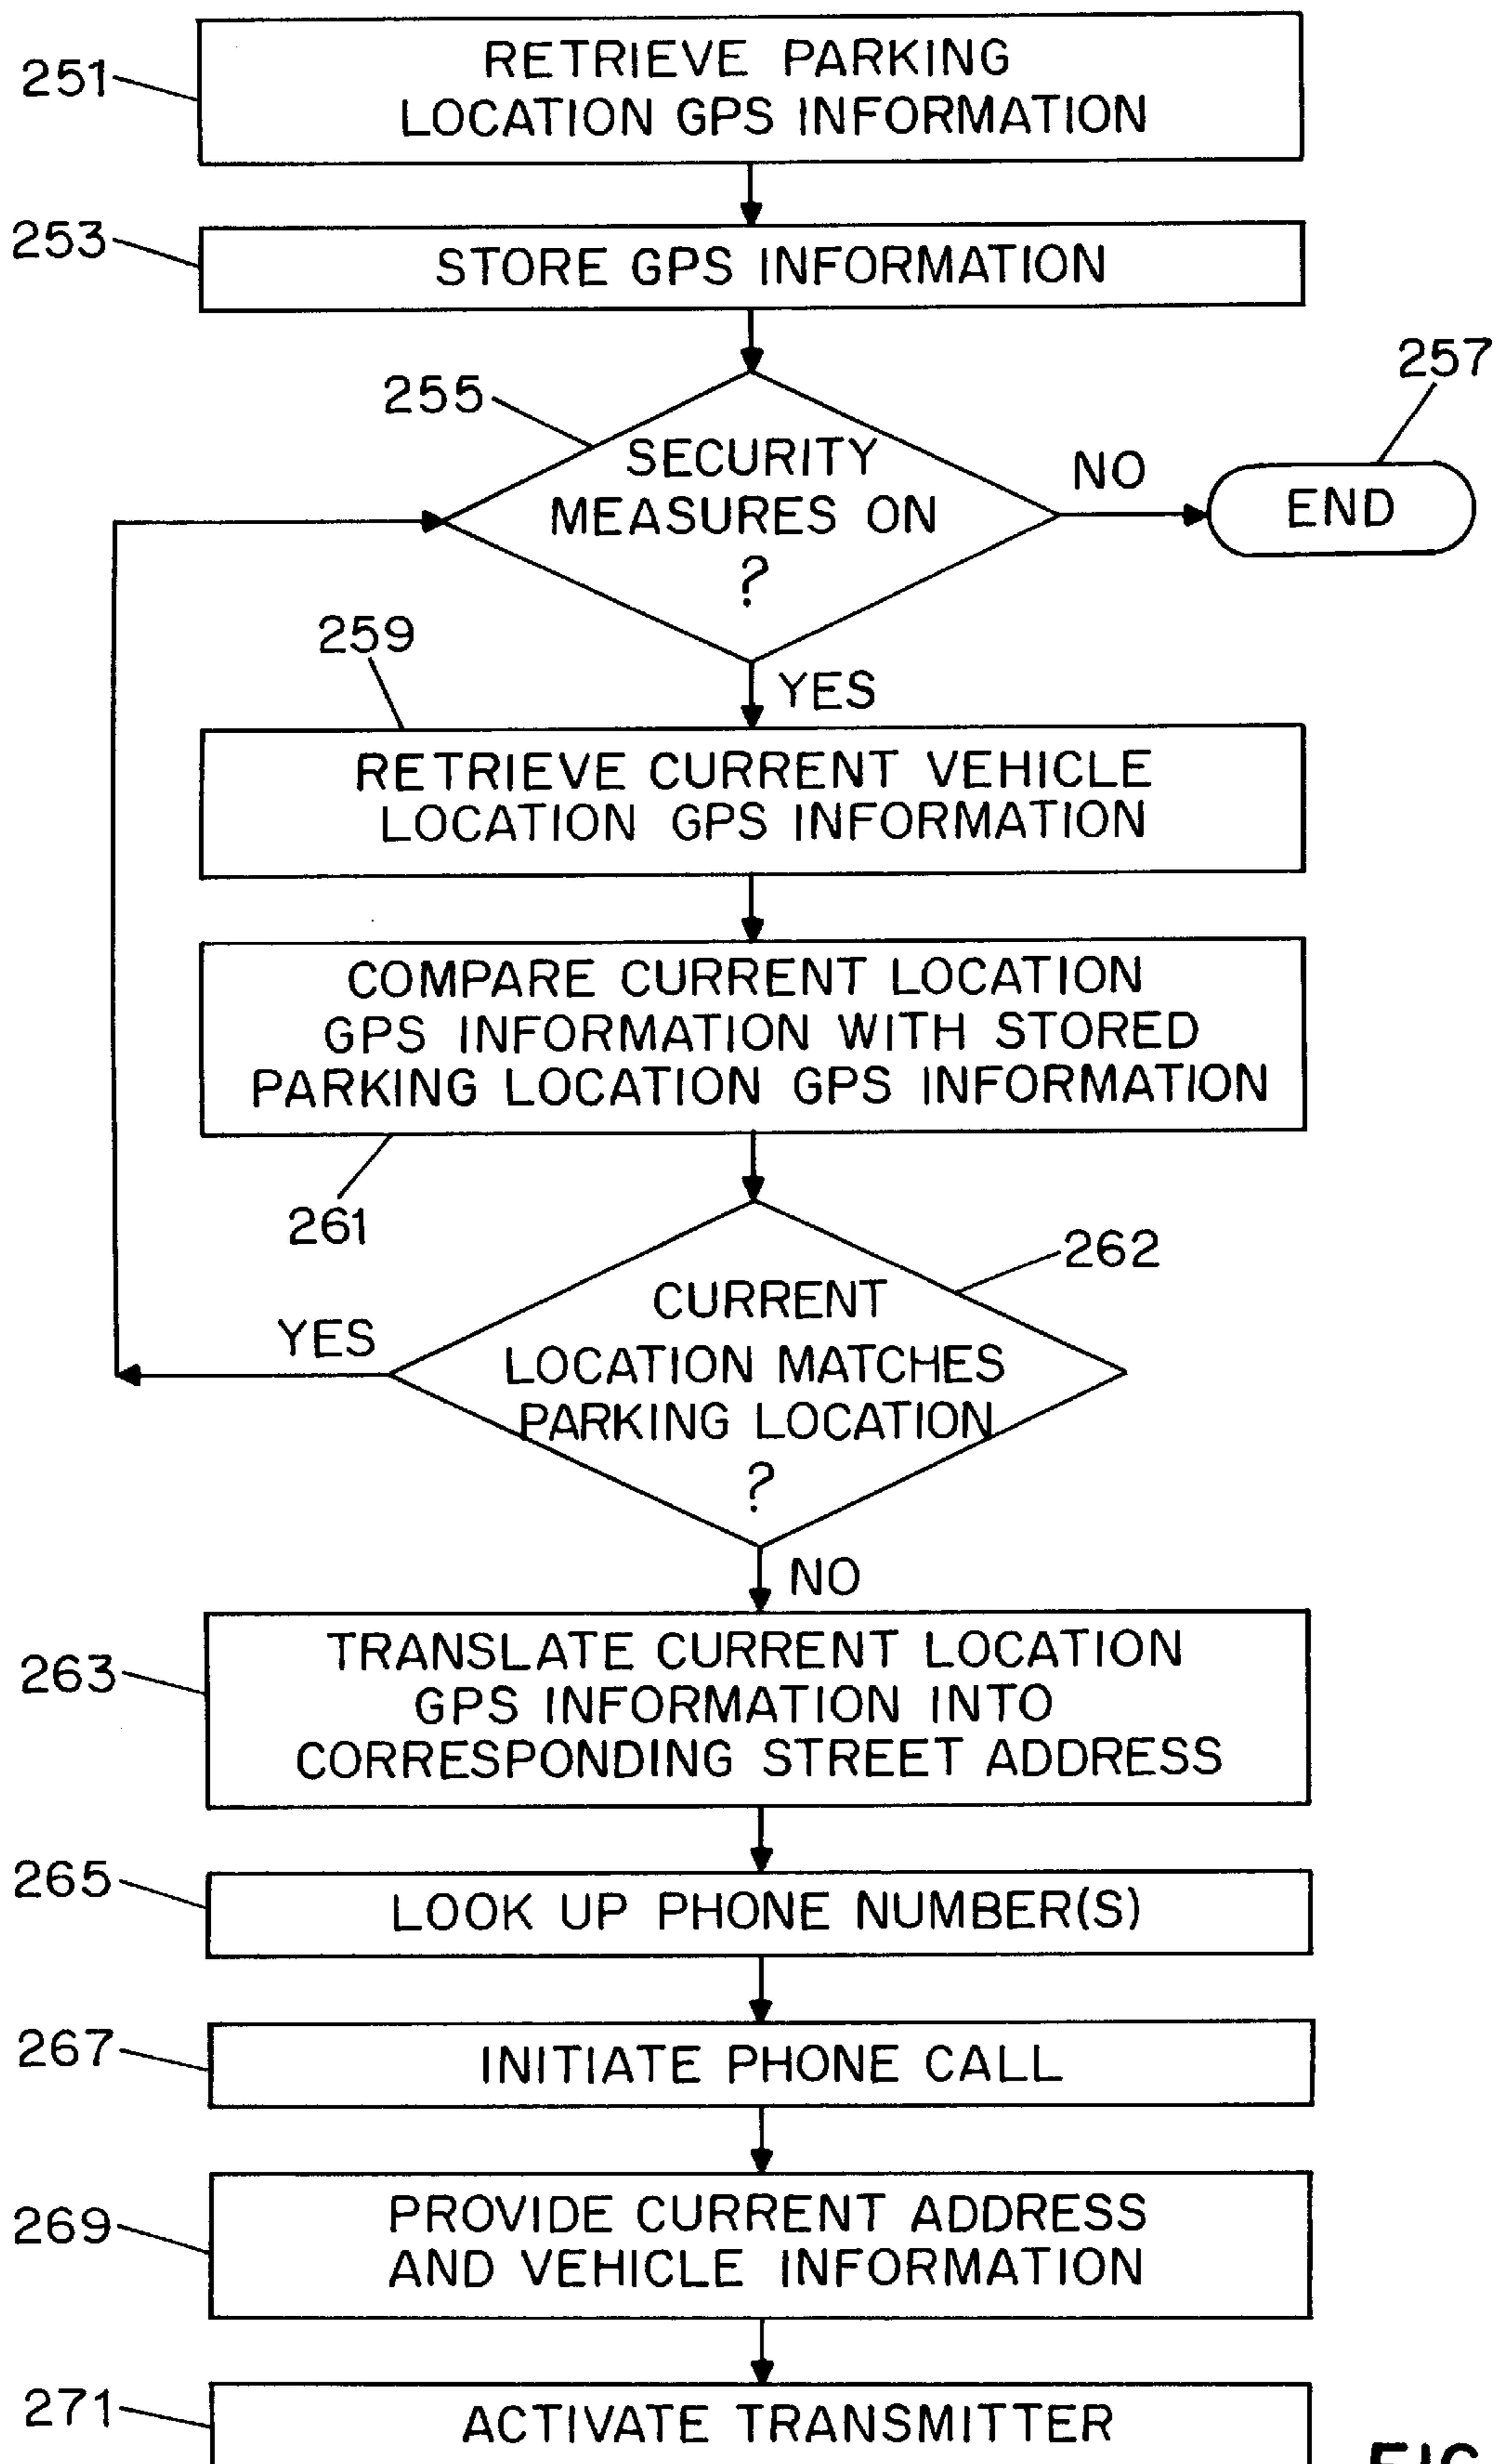 251
RETRIEVE PARKING
LOCATION GPS INFORMATION
253
STORE GPS INFORMATION
255
SECURITY
MEASURES ON
?
NO
257
END
YES
259
RETRIEVE CURRENT VEHICLE
LOCATION GPS INFORMATION
COMPARE CURRENT LOCATION
GPS INFORMATION WITH STORED
PARKING LOCATION GPS INFORMATION
261
262
CURRENT
LOCATION MATCHES
PARKING LOCATION
?
YES
NO
263
TRANSLATE CURRENT LOCATION
GPS INFORMATION INTO
CORRESPONDING STREET ADDRESS
265
LOOK UP PHONE NUMBER(S)
267
INITIATE PHONE CALL
269
PROVIDE CURRENT ADDRESS
AND VEHICLE INFORMATION
271
ACTIVATE TRANSMITTER